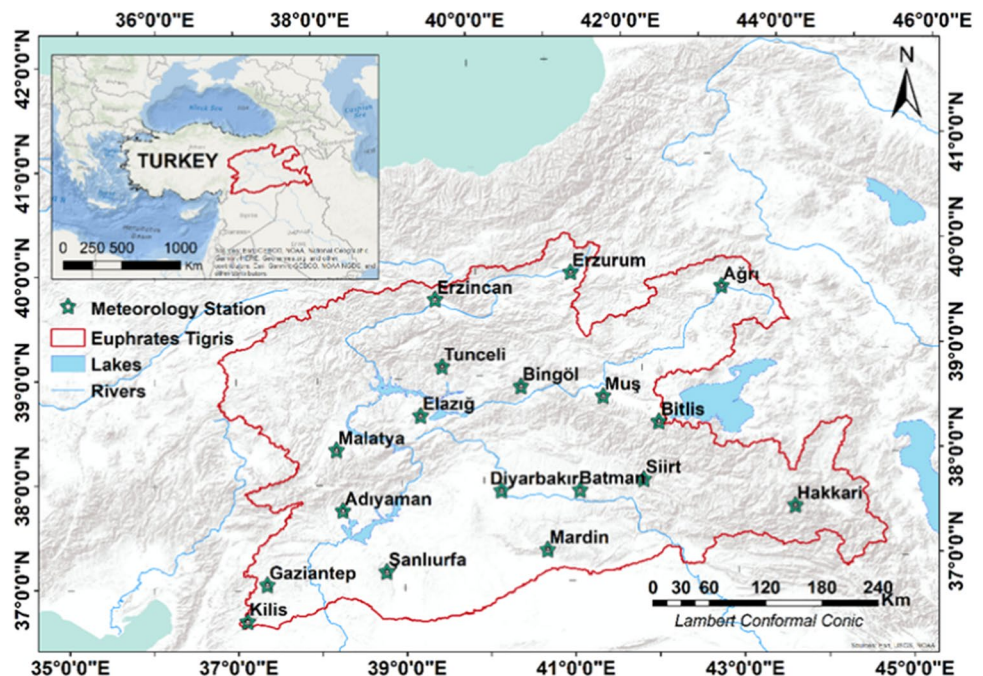 36°0'0"E 38°0'0"E 40°0'0"E 42°0'0"E 44°0'0"E 46°0'0"E
42°0'0"N
41°0'0"N
40°0'0"N
39°0'0"N
38°0'0"N
37°0'0"N
Black Sea
Caspian Sea
TURKEY
0 250 500 1000
Km
N
Meteorology Station
Euphrates Tigris
Lakes
Rivers
Erzurum
Ağrı
Erzincan
Tunceli
Bingöl
Muş
Elazığ
Bitlis
Malatya
Siirt
Diyarbakır Batman
Hakkari
Adıyaman
Mardin
Şanlıurfa
Gaziantep
Kilis
0 30 60 120 180 240
Km
Lambert Conformal Conic
41°0'0"N
40°0'0"N
39°0'0"N
38°0'0"N
37°0'0"N
35°0'0"E 37°0'0"E 39°0'0"E 41°0'0"E 43°0'0"E 45°0'0"E